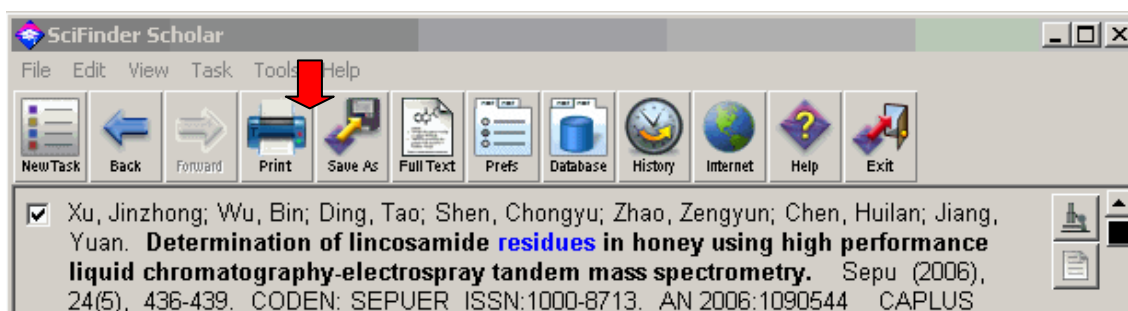 SciFinder Scholar
File Edit View Task Tools Help
NewTask Back Forward Print Save As Full Text Prefs Database History Internet Help Exit
Xu, Jinzhong; Wu, Bin; Ding, Tao; Shen, Chongyu; Zhao, Zengyun; Chen, Huilan; Jiang,
Yuan. Determination of lincosamide residues in honey using high performance
liquid chromatography-electrospray tandem mass spectrometry. Sepu (2006),
24(5), 436-439. CODEN: SEPUER ISSN:1000-8713. AN 2006:1090544 CAPLUS